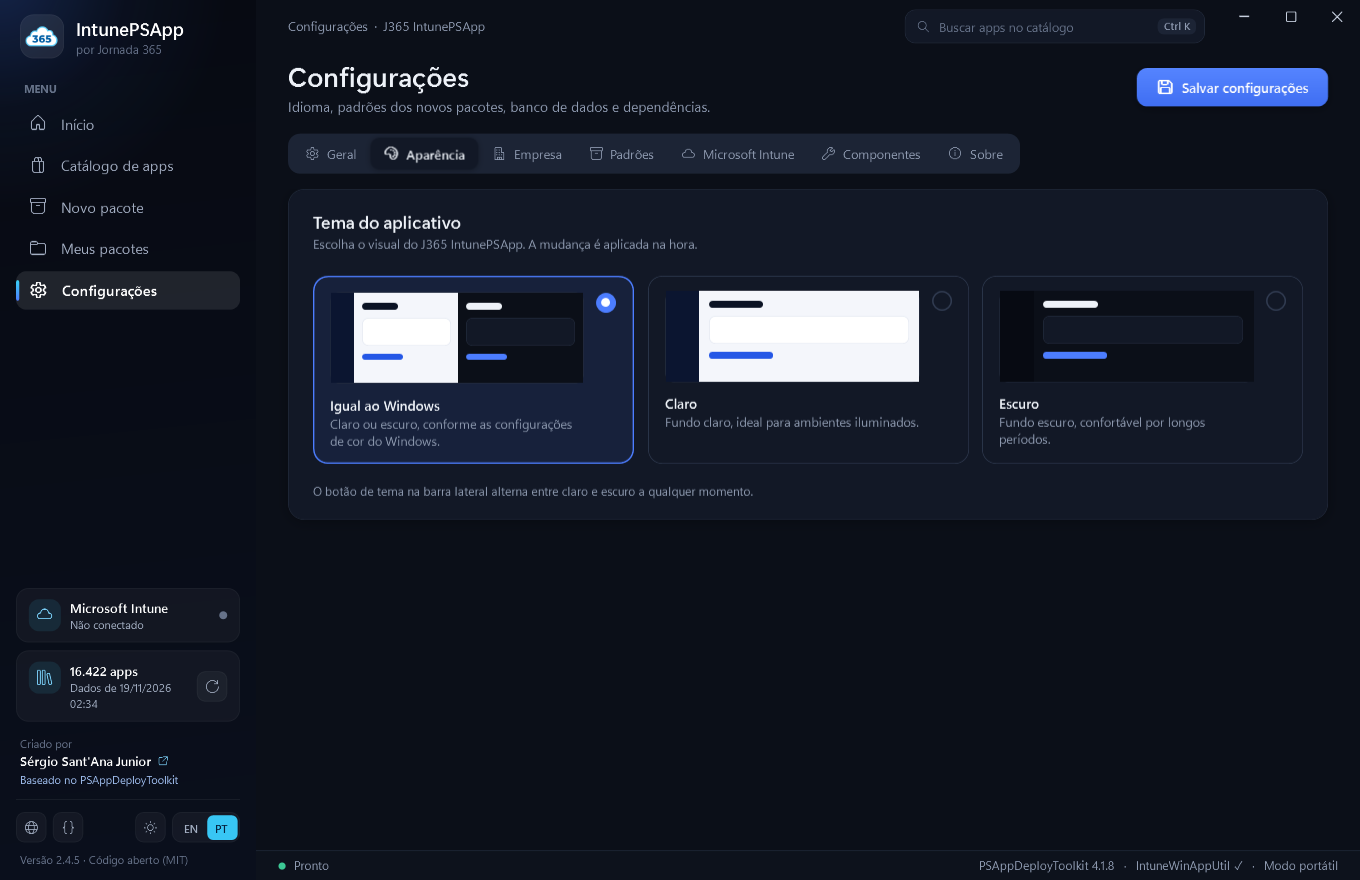 365
IntunePSApp
por Jornada 365
MENU
Início
Catálogo de apps
Novo pacote
Meus pacotes
Configurações
Microsoft Intune
Não conectado
16.422 apps
Dados de 19/11/2026
02:34
Criado por
Sérgio Sant'Ana Junior
Baseado no PSAppDeployToolkit
{}
EN PT
Versão 2.4.5 · Código aberto (MIT)
Configurações · J365 IntunePSApp
Buscar apps no catálogo Ctrl K
Configurações
Idioma, padrões dos novos pacotes, banco de dados e dependências.
Salvar configurações
Geral Aparência Empresa Padrões Microsoft Intune Componentes Sobre
Tema do aplicativo
Escolha o visual do J365 IntunePSApp. A mudança é aplicada na hora.
Igual ao Windows
Claro ou escuro, conforme as configurações
de cor do Windows.
Claro
Fundo claro, ideal para ambientes iluminados.
Escuro
Fundo escuro, confortável por longos
períodos.
O botão de tema na barra lateral alterna entre claro e escuro a qualquer momento.
Pronto
PSAppDeployToolkit 4.1.8 · IntuneWinAppUtil ✓ · Modo portátil